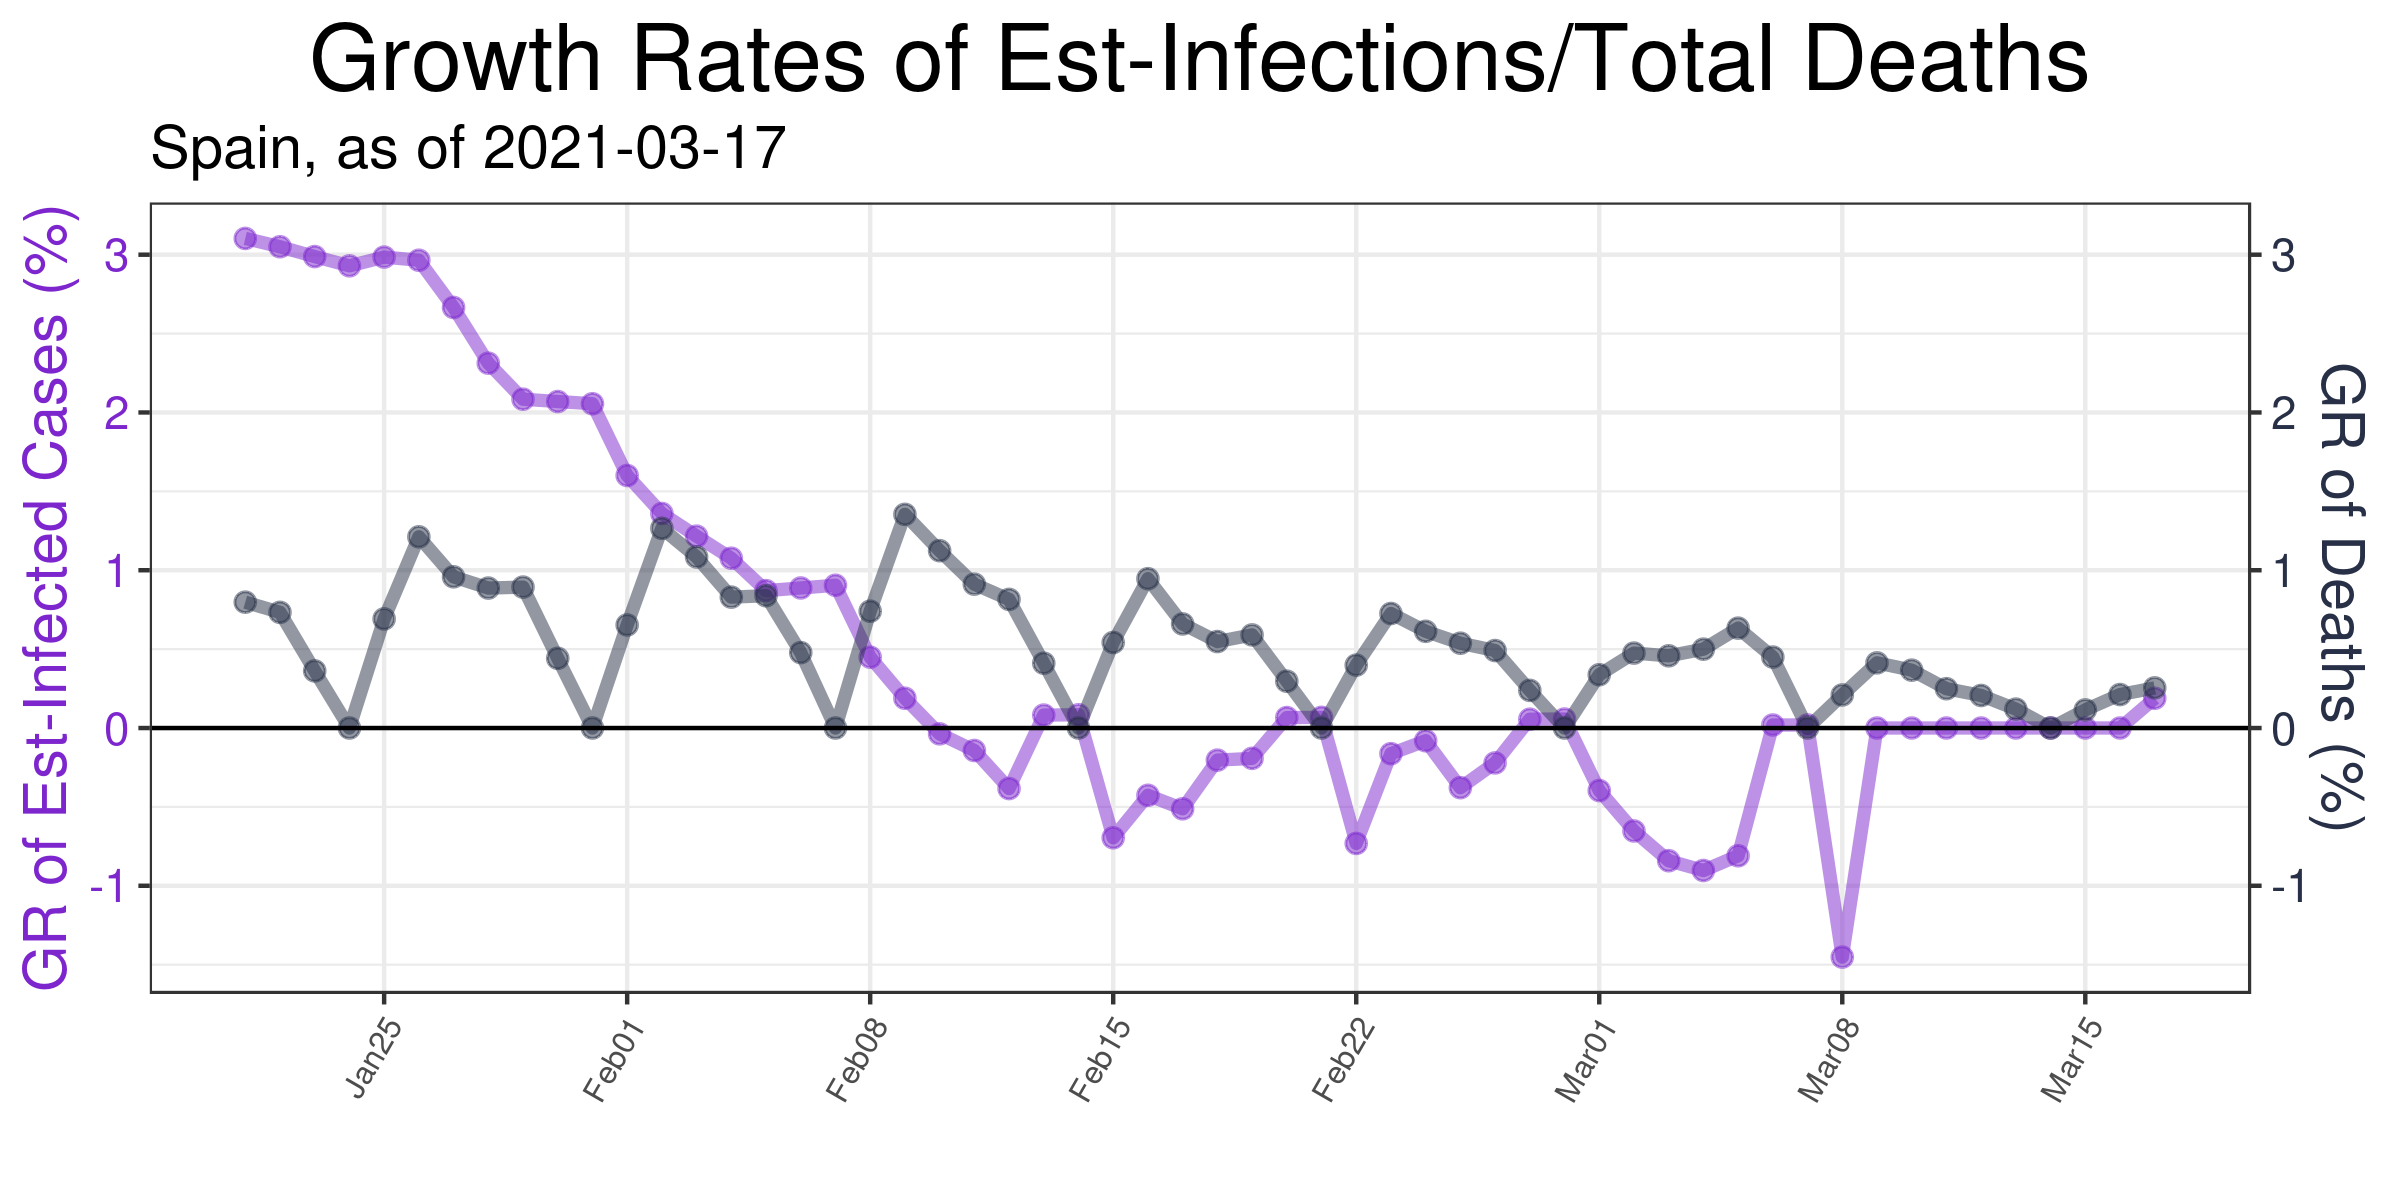 Growth Rates of Est-Infections/Total Deaths
Spain, as of 2021-03-17
GR of Est-Infected Cases (%)
3
2
1
0
-1
3
2
1
0
-1
GR of Deaths (%)
Jan25
Feb01
Feb08
Feb15
Feb22
Mar01
Mar08
Mar15